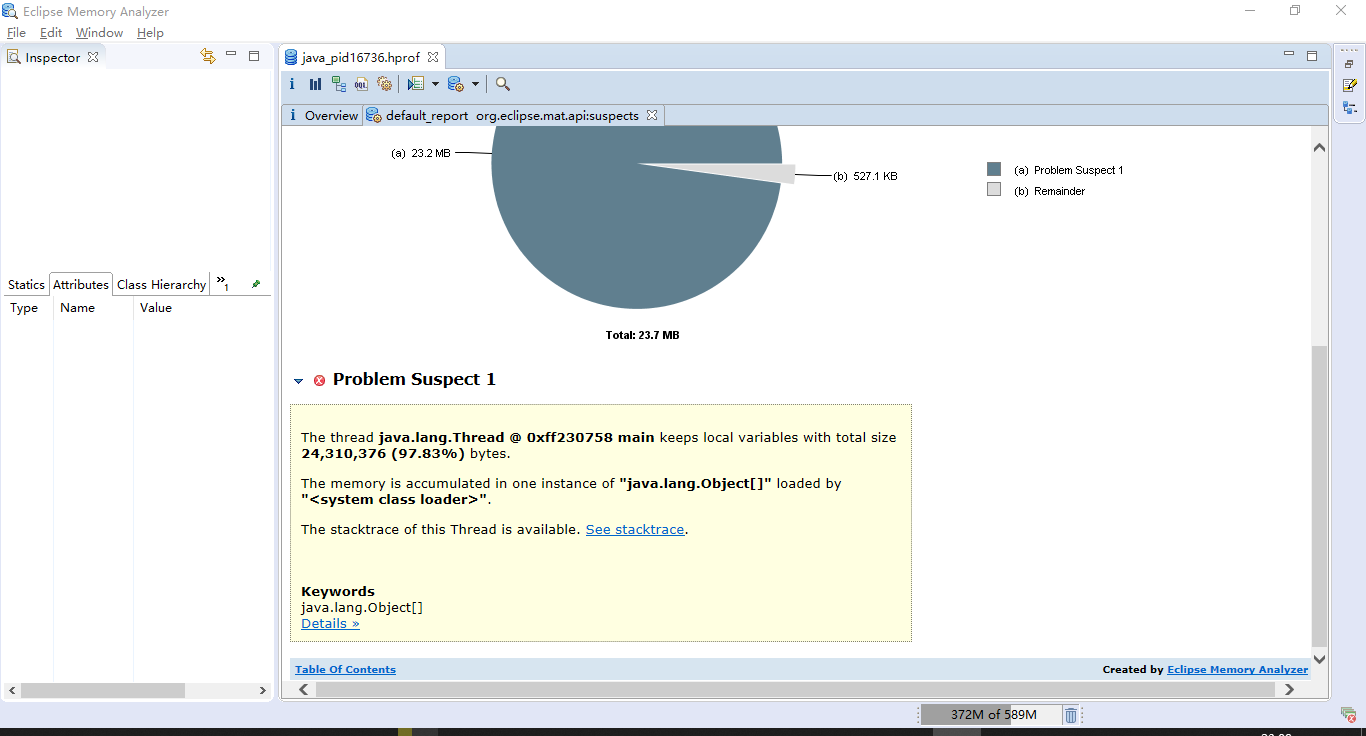 Eclipse Memory Analyzer
File Edit Window Help
Inspector
java_pid16736.hprof
i OQL
i Overview default_report org.eclipse.mat.api:suspects
(a) 23.2 MB
(b) 527.1 KB
(a) Problem Suspect 1
(b) Remainder
Total: 23.7 MB
Statics Attributes Class Hierarchy »1
Type Name Value
Problem Suspect 1
The thread java.lang.Thread @ 0xff230758 main keeps local variables with total size
24,310,376 (97.83%) bytes.
The memory is accumulated in one instance of "java.lang.Object[]" loaded by
"<system class loader>".
The stacktrace of this Thread is available. See stacktrace.
Keywords
java.lang.Object[]
Details »
Table Of Contents
Created by Eclipse Memory Analyzer
372M of 589M